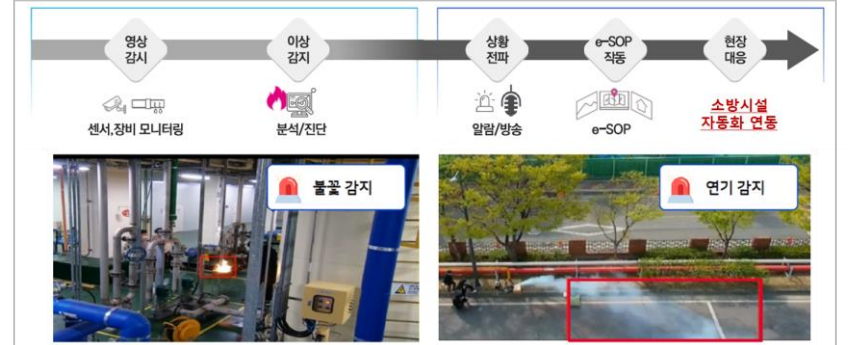 영상
감시
이상
감지
상황
전파
e-SOP
작동
현장
대응
센서,장비 모니터링
분석/진단
알람/방송
e-SOP
소방시설
자동화 연동
불꽃 감지
연기 감지